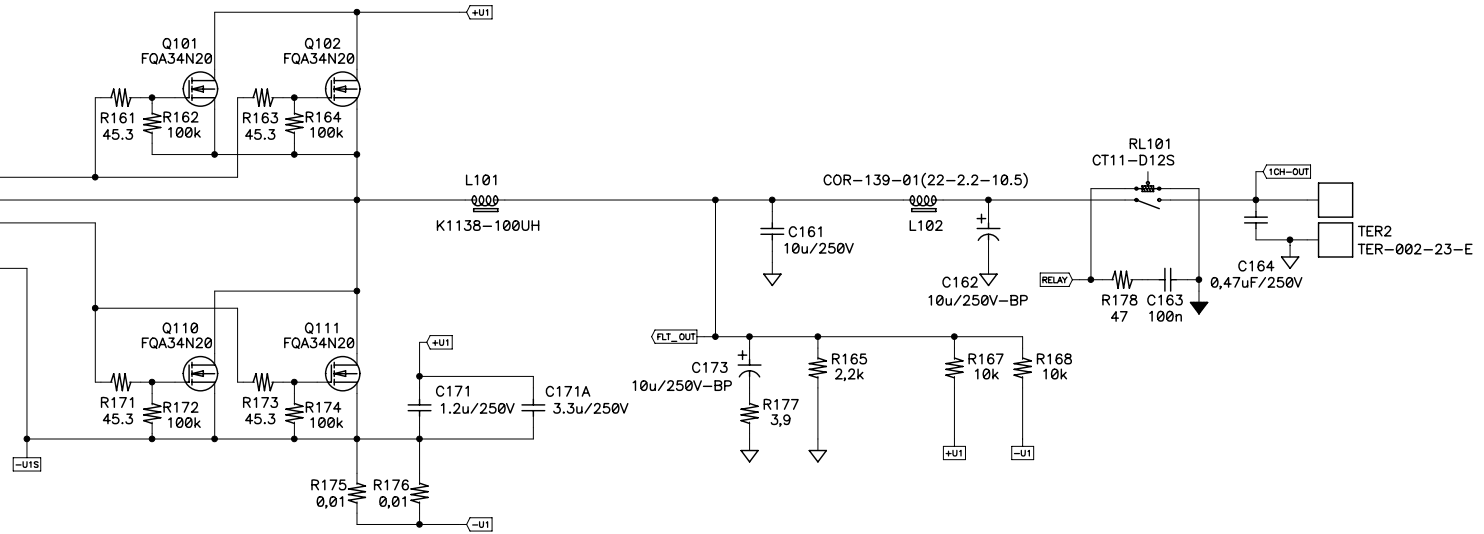 +U1
Q101
FQA34N20
Q102
FQA34N20
R161
45.3
R162
100k
R163
45.3
R164
100k
L101
K1138-100UH
COR-139-01(22-2.2-10.5)
L102
RL101
CT11-D12S
1CH-OUT
C161
10u/250V
+
C162
10u/250V-BP
RELAY
R178
47
C163
100n
C164
0,47uF/250V
TER2
TER-002-23-E
Q110
FQA34N20
Q111
FQA34N20
R171
45.3
R172
100k
R173
45.3
R174
100k
+U1
C171
1.2u/250V
C171A
3.3u/250V
FLT_OUT
+
C173
10u/250V-BP
R177
3,9
R165
2,2k
R167
10k
R168
10k
+U1
-U1
-U1S
R175
0,01
R176
0,01
-U1